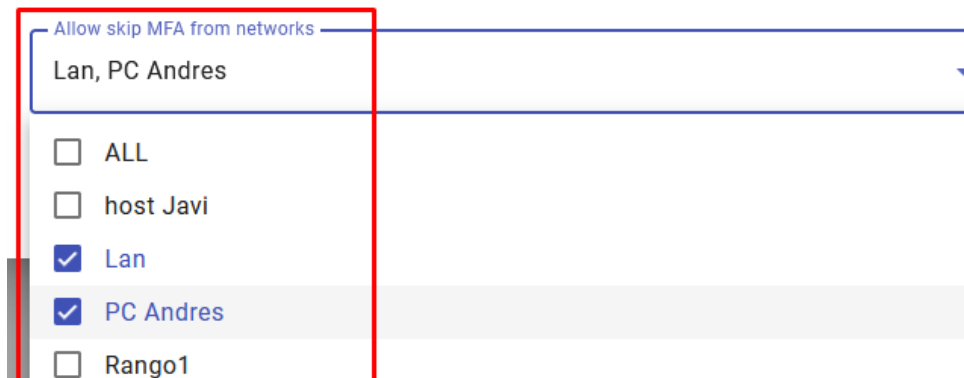 Allow skip MFA from networks
Lan, PC Andres
ALL
host Javi
Lan
PC Andres
Rango1